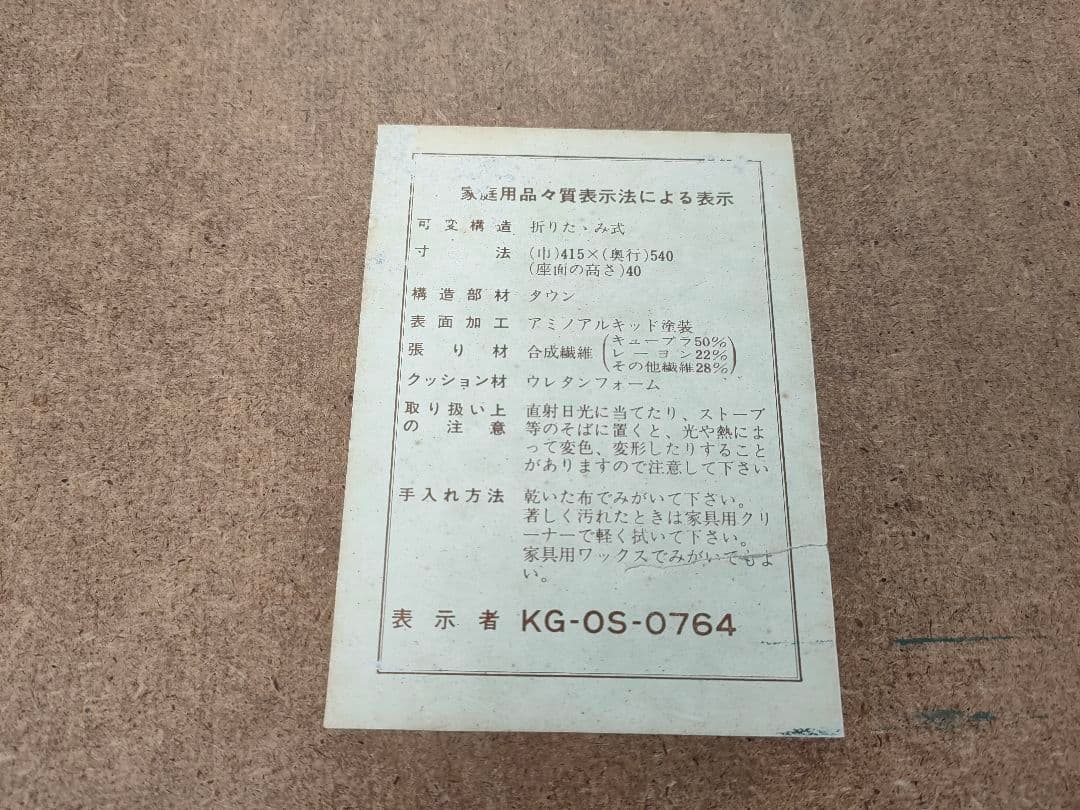 家庭用品々質表示法による表示
可変構造 折りたゝみ式
寸法 (巾)415×(奥行)540
(座面の高さ)40
構造部材 タウン
表面加工 アミノアルキッド塗装
張り材 合成繊維 (キュープラ50%
レーヨン22%
その他繊維28%)
クッション材 ウレタンフォーム
取り扱い上の注意 直射日光に当てたり、ストーブ
等のそばに置くと、光や熱によ
って変色、変形したりすること
がありますので注意して下さい
手入れ方法 乾いた布でみがいて下さい。
著しく汚れたときは家具用クリ
ーナーで軽く拭いて下さい。
家具用ワックスでみがいてもよ
い。
表示者 KG-OS-0764